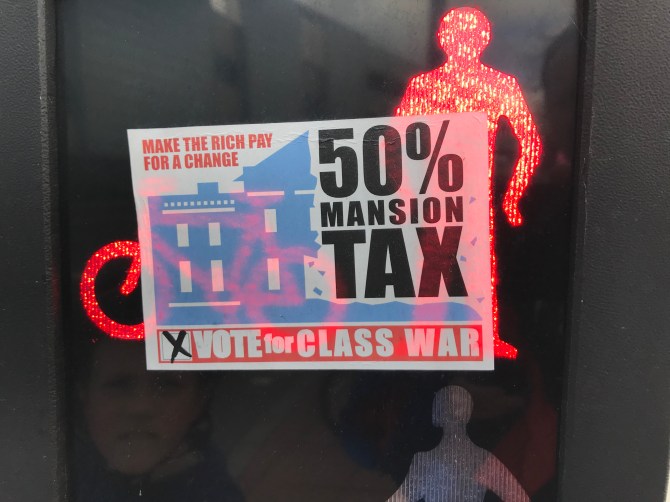 MAKE THE RICH PAY
FOR A CHANGE
50%
MANSION
TAX
X VOTE for CLASS WAR